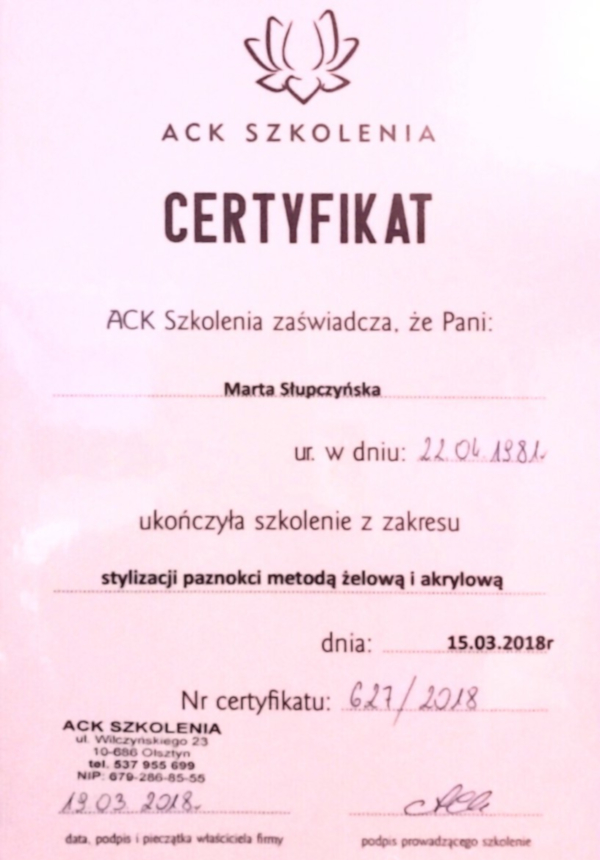 ACK SZKOLENIA
CERTYFIKAT
ACK Szkolenia zaświadcza, że Pani:
Marta Słupczyńska
ur. w dniu: 22.04.1981r
ukończyła szkolenie z zakresu
stylizacji paznokci metodą żelową i akrylową
dnia: 15.03.2018r
Nr certyfikatu: 627/2018
ACK SZKOLENIA
ul. Wilczyńskiego 23
10-686 Olsztyn
tel. 537 955 699
NIP: 679-286-85-55
19.03.2018r
data, podpis i pieczątka właściciela firmy
podpis prowadzącego szkolenie